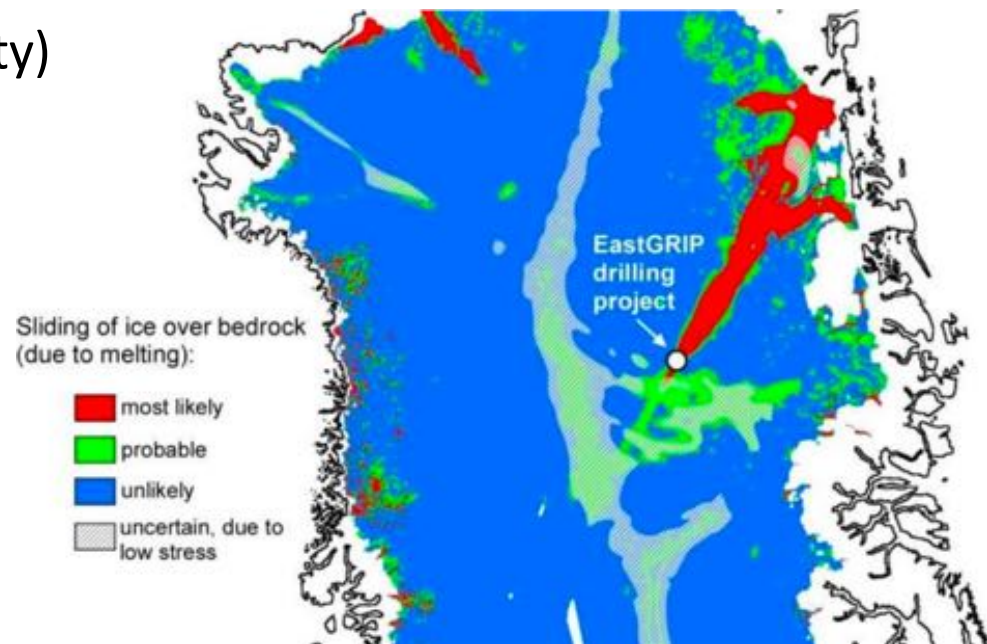 ty)
EastGRIP
drilling
project
Sliding of ice over bedrock
(due to melting):
most likely
probable
unlikely
uncertain, due to
low stress